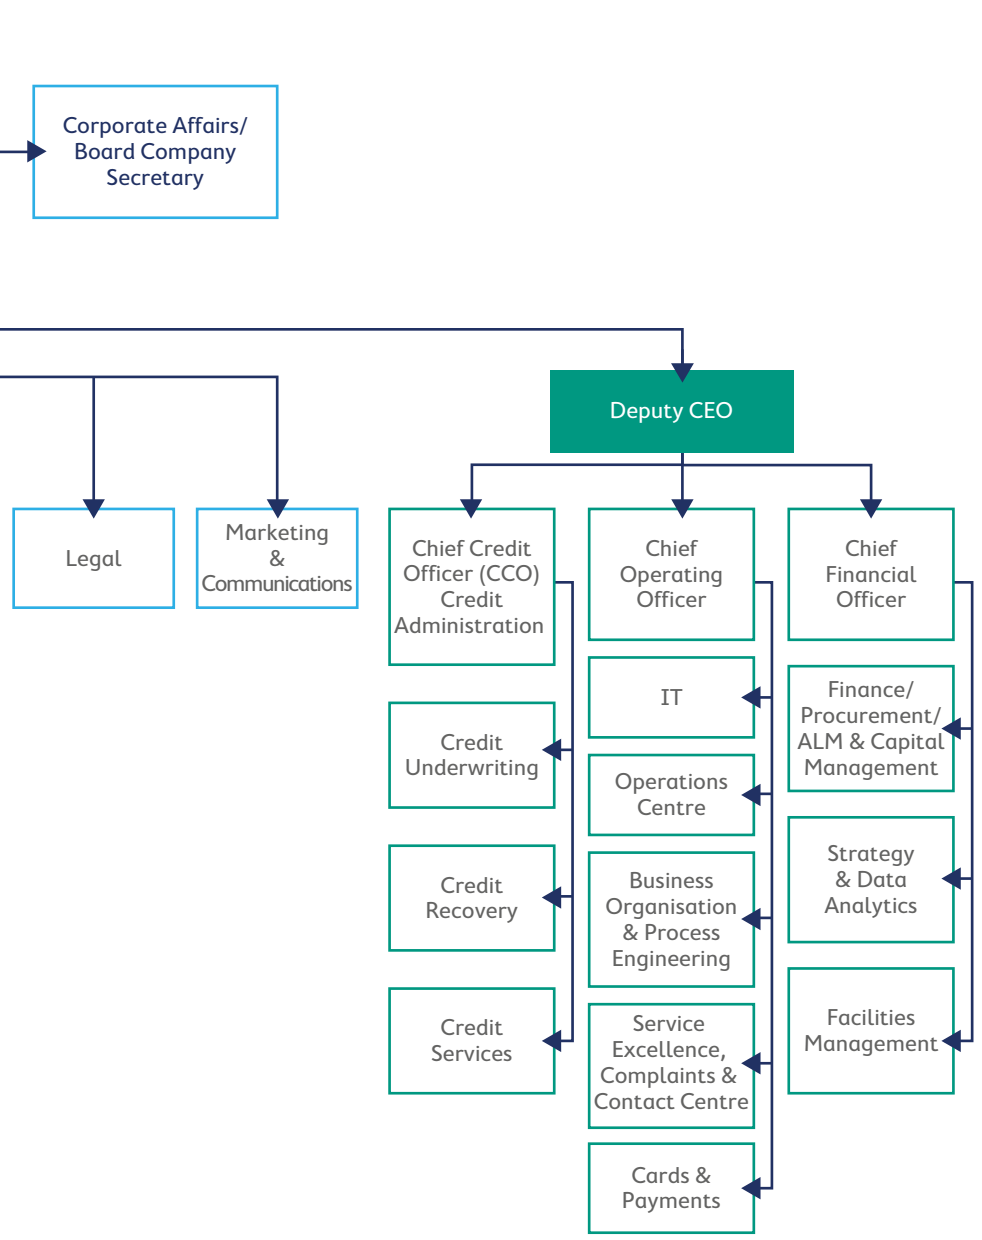 Corporate Affairs/
Board Company
Secretary
Deputy CEO
Legal
Marketing
&
Communications
Chief Credit
Officer (CCO)
Credit
Administration
Credit
Underwriting
Credit
Recovery
Credit
Services
Chief
Operating
Officer
IT
Operations
Centre
Business
Organisation
& Process
Engineering
Service
Excellence,
Complaints &
Contact Centre
Cards &
Payments
Chief
Financial
Officer
Finance/
Procurement/
ALM & Capital
Management
Strategy
& Data
Analytics
Facilities
Management